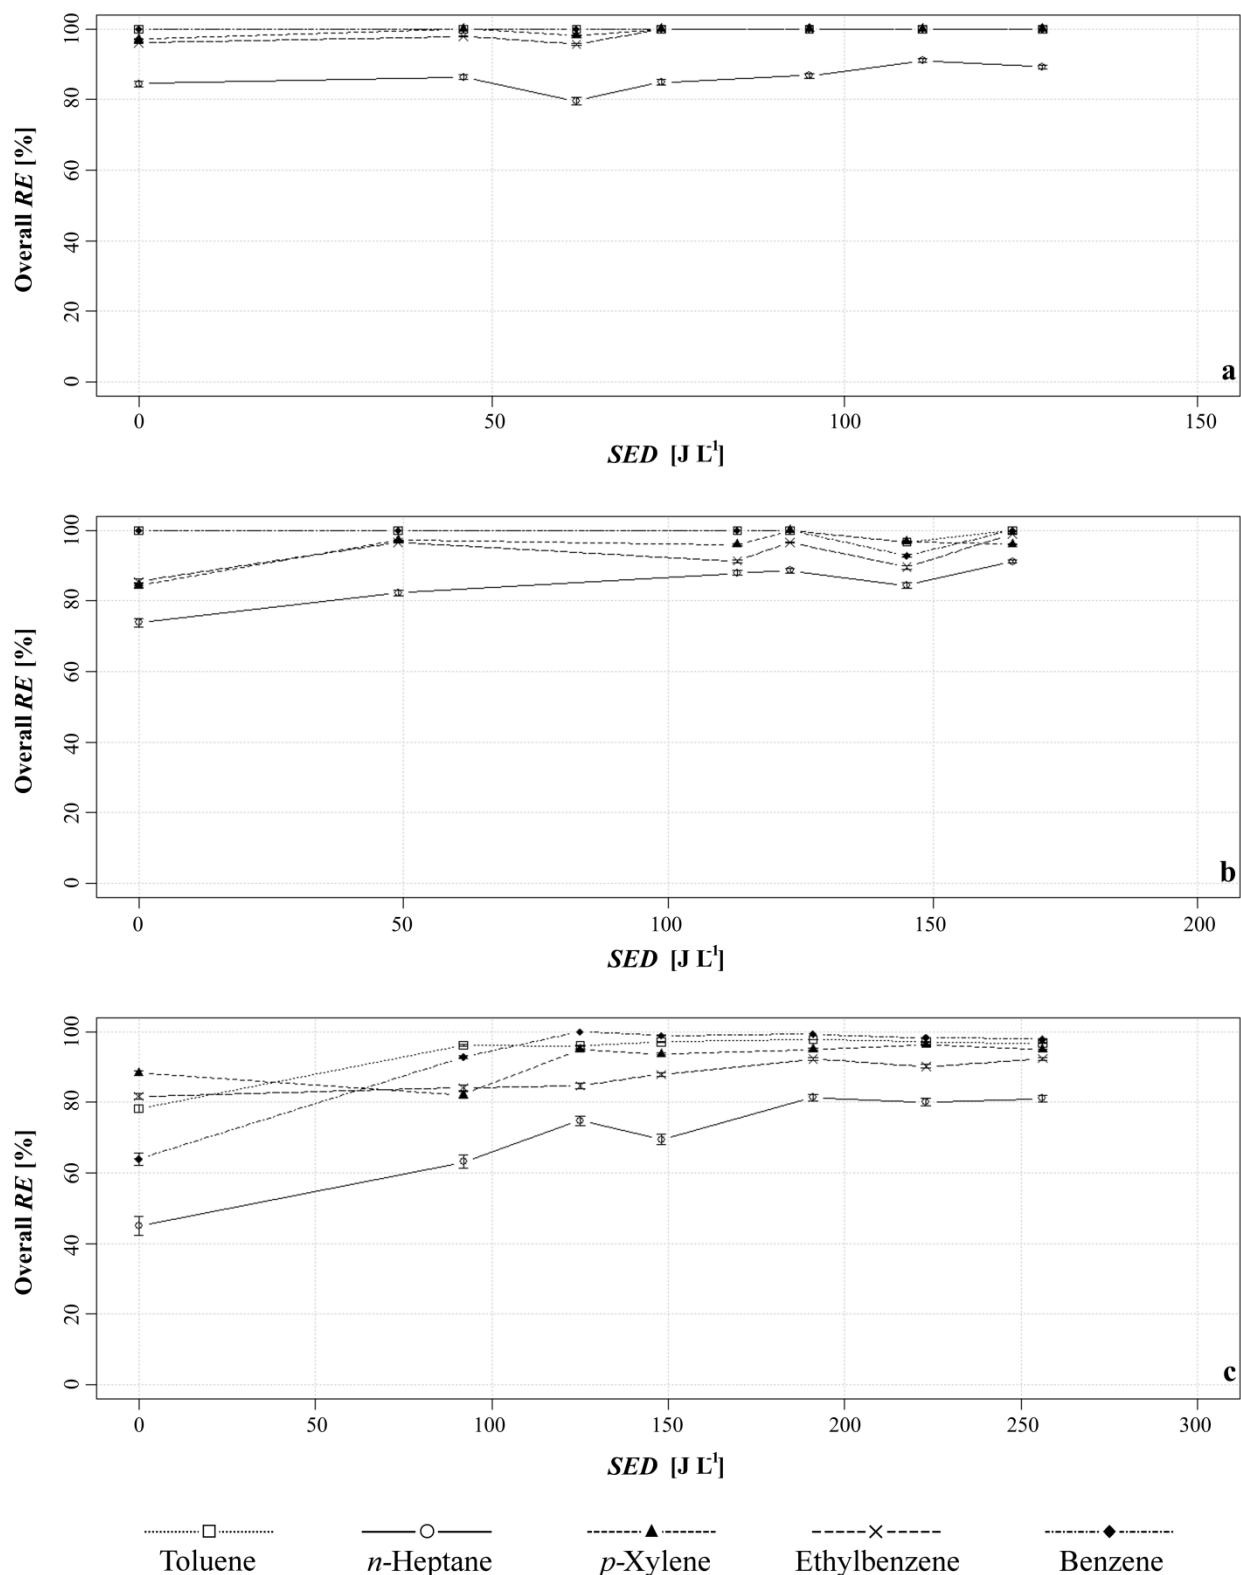 Overall RE [%]
100
80
60
40
20
0
a
0 50 100 150
SED [J L-1]
Overall RE [%]
100
80
60
40
20
0
b
0 50 100 150 200
SED [J L-1]
Overall RE [%]
100
80
60
40
20
0
c
0 50 100 150 200 250 300
SED [J L-1]
Toluene n-Heptane p-Xylene Ethylbenzene Benzene